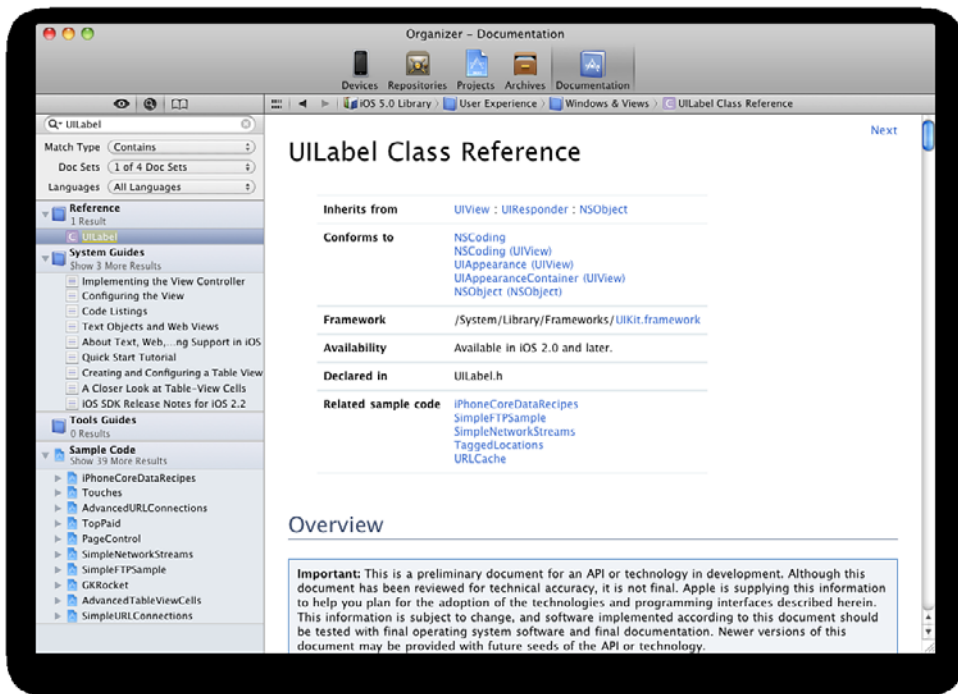 Organizer – Documentation
Devices Repositories Projects Archives Documentation
iOS 5.0 Library User Experience Windows & Views C UILabel Class Reference
UILabel
Match Type Contains
Doc Sets 1 of 4 Doc Sets
Languages All Languages
Reference
1 Result
C UILabel
System Guides
Show 3 More Results
Implementing the View Controller
Configuring the View
Code Listings
Text Objects and Web Views
About Text, Web,...ng Support in iOS
Quick Start Tutorial
Creating and Configuring a Table View
A Closer Look at Table-View Cells
iOS SDK Release Notes for iOS 2.2
Tools Guides
0 Results
Sample Code
Show 39 More Results
iPhoneCoreDataRecipes
Touches
AdvancedURLConnections
TopPaid
PageControl
SimpleNetworkStreams
SimpleFTPSample
GKRocket
AdvancedTableViewCells
SimpleURLConnections
Next
UILabel Class Reference
Inherits from UIView : UIResponder : NSObject
Conforms to NSCoding
NSCoding (UIView)
UIAppearance (UIView)
UIAppearanceContainer (UIView)
NSObject (NSObject)
Framework /System/Library/Frameworks/UIKit.framework
Availability Available in iOS 2.0 and later.
Declared in UILabel.h
Related sample code iPhoneCoreDataRecipes
SimpleFTPSample
SimpleNetworkStreams
TaggedLocations
URLCache
Overview
Important: This is a preliminary document for an API or technology in development. Although this
document has been reviewed for technical accuracy, it is not final. Apple is supplying this information
to help you plan for the adoption of the technologies and programming interfaces described herein.
This information is subject to change, and software implemented according to this document should
be tested with final operating system software and final documentation. Newer versions of this
document may be provided with future seeds of the API or technology.